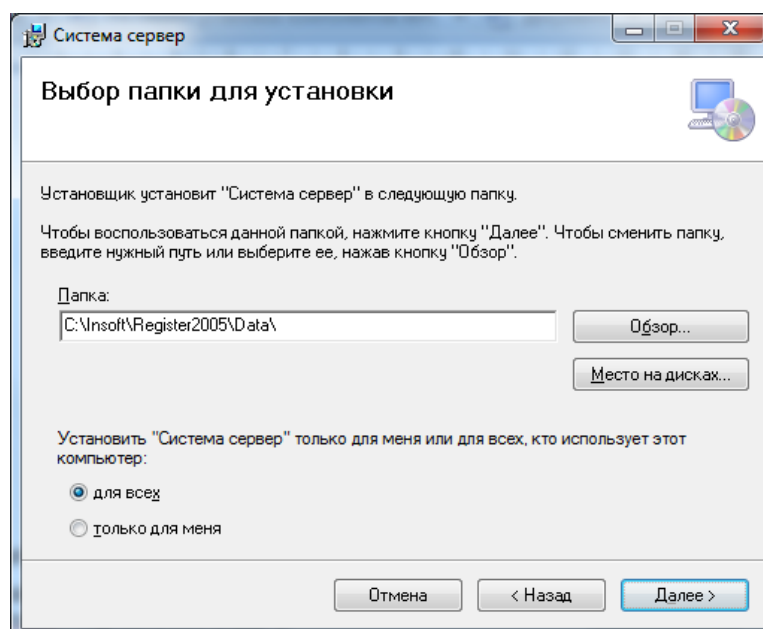 Система сервер
Выбор папки для установки
Установщик установит "Система сервер" в следующую папку.
Чтобы воспользоваться данной папкой, нажмите кнопку "Далее". Чтобы сменить папку,
введите нужный путь или выберите ее, нажав кнопку "Обзор".
Папка:
C:\Insoft\Register2005\Data\
Обзор...
Место на дисках...
Установить "Система сервер" только для меня или для всех, кто использует этот
компьютер:
для всех
только для меня
Отмена
< Назад
Далее >